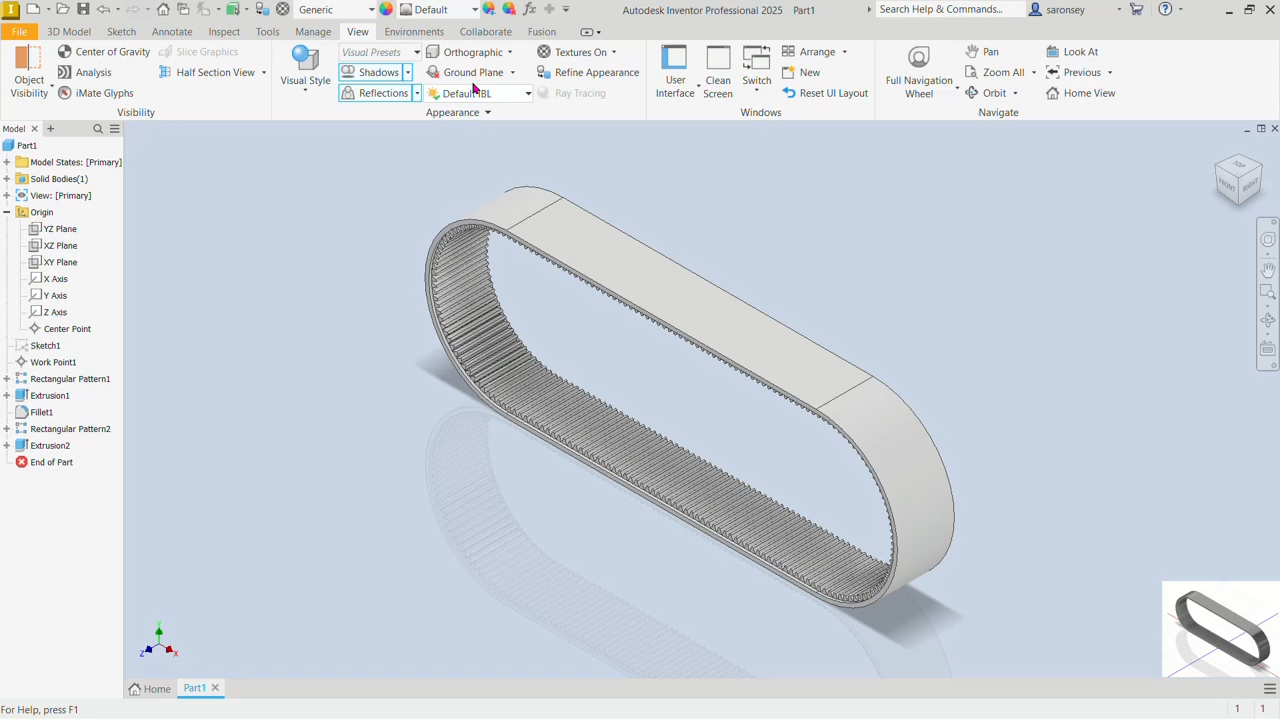 Generic
Default
Autodesk Inventor Professional 2025 Part1
Search Help & Commands...
saronsey
File
3D Model
Sketch
Annotate
Inspect
Tools
Manage
View
Environments
Collaborate
Fusion
Object
Visibility
Center of Gravity
Slice Graphics
Analysis
Half Section View
iMate Glyphs
Visibility
Visual Style
Visual Presets
Shadows
Reflections
Orthographic
Ground Plane
Textures On
Refine Appearance
Ray Tracing
Appearance
User
Interface
Clean
Screen
Switch
Arrange
New
Reset UI Layout
Windows
Full Navigation
Wheel
Pan
Zoom All
Orbit
Look At
Previous
Home View
Navigate
Model
Part1
Model States: [Primary]
Solid Bodies(1)
View: [Primary]
Origin
YZ Plane
XZ Plane
XY Plane
X Axis
Y Axis
Z Axis
Center Point
Sketch1
Work Point1
Rectangular Pattern1
Extrusion1
Fillet1
Rectangular Pattern2
Extrusion2
End of Part
TOP
FRONT
RIGHT
Y
Z
X
Home
Part1
For Help, press F1
1
1